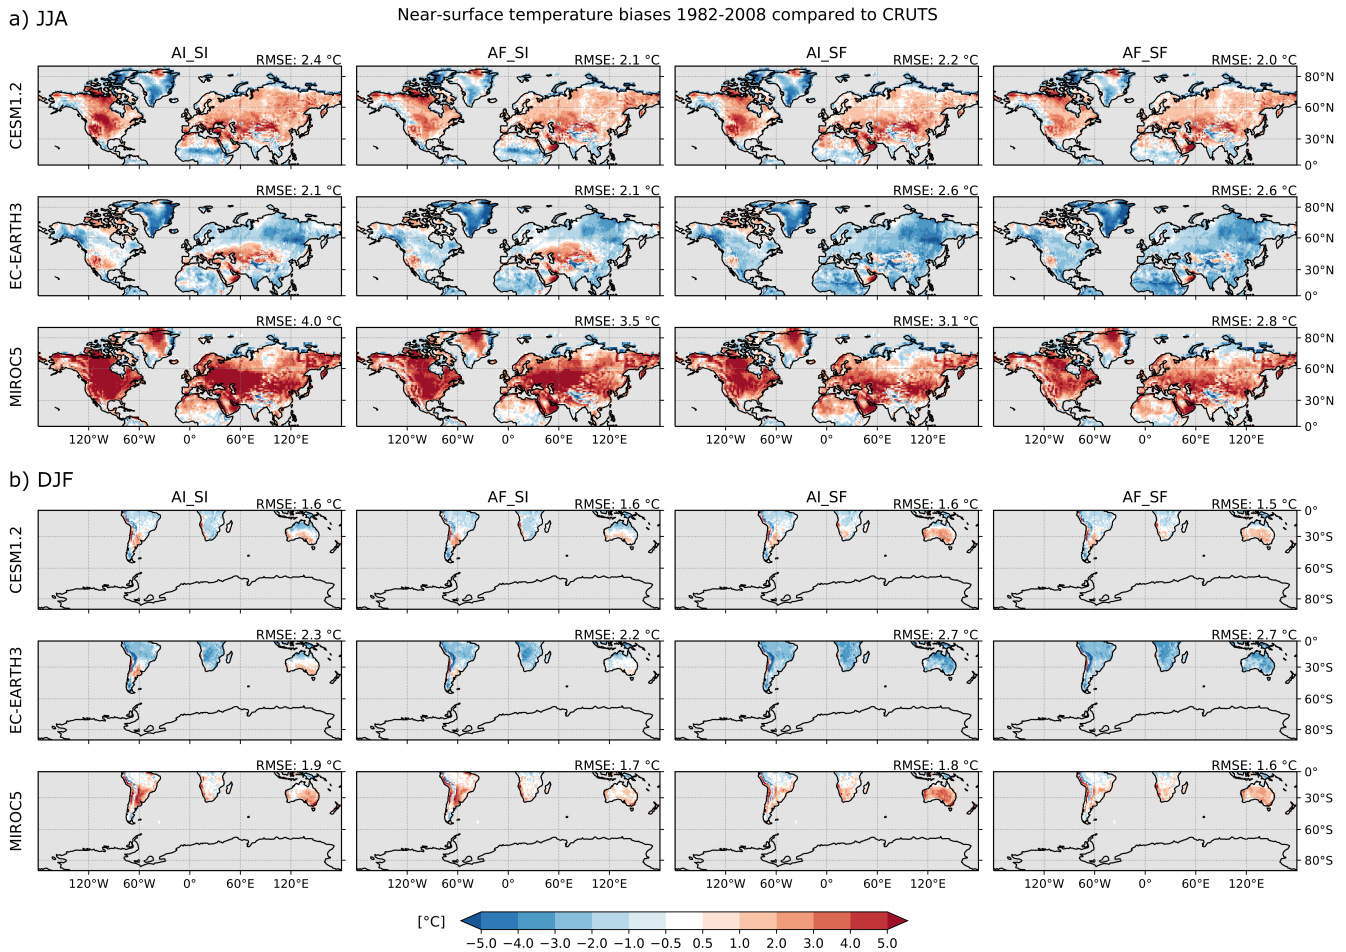 Near-surface temperature biases 1982-2008 compared to CRUTS
a) JJA
AI_SI AF_SI AI_SF AF_SF
RMSE: 2.4 °C RMSE: 2.1 °C RMSE: 2.2 °C RMSE: 2.0 °C
CESM1.2
80°N
60°N
30°N
0°
RMSE: 2.1 °C RMSE: 2.1 °C RMSE: 2.6 °C RMSE: 2.6 °C
EC-EARTH3
80°N
60°N
30°N
0°
RMSE: 4.0 °C RMSE: 3.5 °C RMSE: 3.1 °C RMSE: 2.8 °C
MIROC5
80°N
60°N
30°N
0°
120°W 60°W 0° 60°E 120°E 120°W 60°W 0° 60°E 120°E 120°W 60°W 0° 60°E 120°E 120°W 60°W 0° 60°E 120°E
b) DJF
AI_SI AF_SI AI_SF AF_SF
RMSE: 1.6 °C RMSE: 1.6 °C RMSE: 1.6 °C RMSE: 1.5 °C
CESM1.2
0°
30°S
60°S
80°S
RMSE: 2.3 °C RMSE: 2.2 °C RMSE: 2.7 °C RMSE: 2.7 °C
EC-EARTH3
0°
30°S
60°S
80°S
RMSE: 1.9 °C RMSE: 1.7 °C RMSE: 1.8 °C RMSE: 1.6 °C
MIROC5
0°
30°S
60°S
80°S
120°W 60°W 0° 60°E 120°E 120°W 60°W 0° 60°E 120°E 120°W 60°W 0° 60°E 120°E 120°W 60°W 0° 60°E 120°E
[°C]
−5.0 −4.0 −3.0 −2.0 −1.0 −0.5 0.5 1.0 2.0 3.0 4.0 5.0